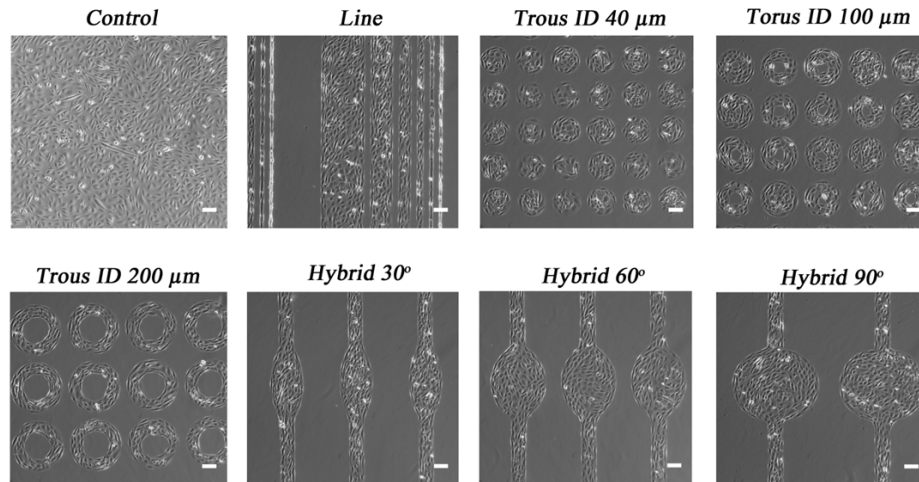 Control
Line
Trous ID 40 µm
Torus ID 100 µm
Trous ID 200 µm
Hybrid 30º
Hybrid 60º
Hybrid 90º